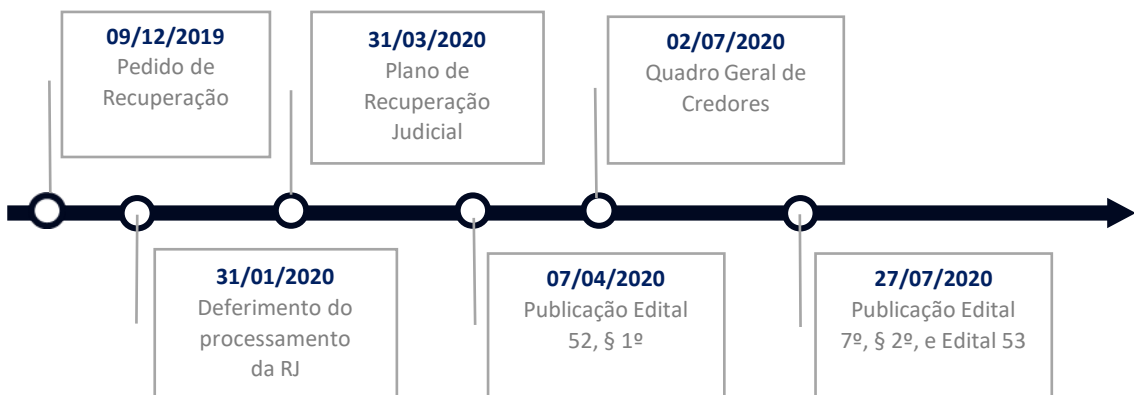 09/12/2019
Pedido de
Recuperação
31/03/2020
Plano de
Recuperação
Judicial
02/07/2020
Quadro Geral de
Credores
31/01/2020
Deferimento do
processamento
da RJ
07/04/2020
Publicação Edital
52, § 1º
27/07/2020
Publicação Edital
7º, § 2º, e Edital 53